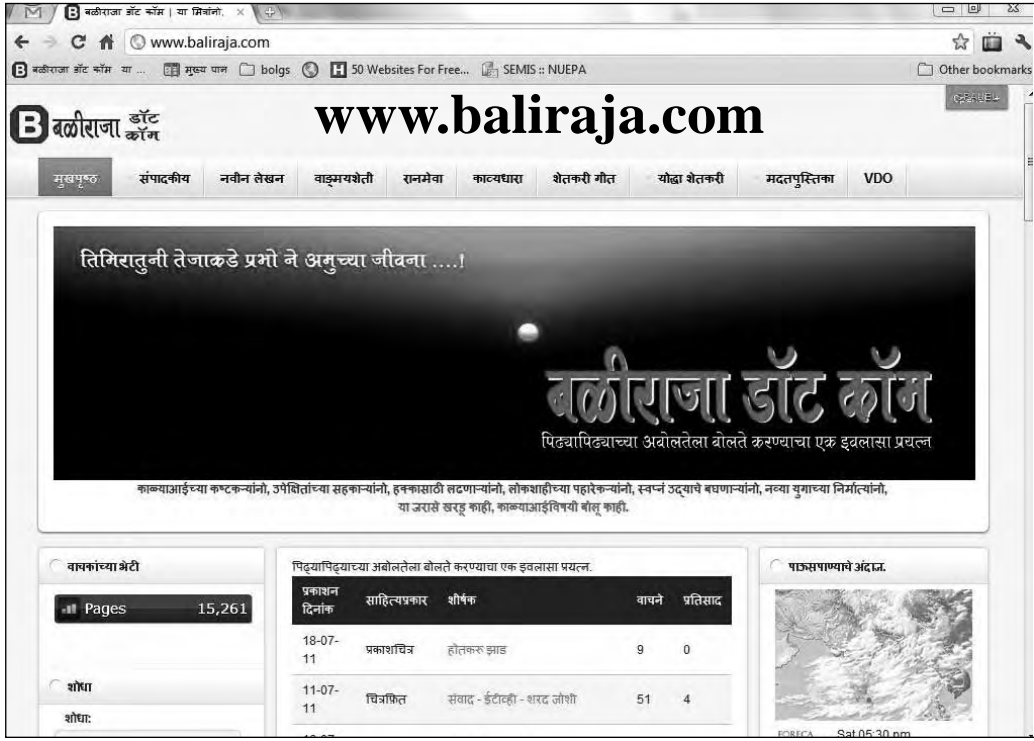 बळीराजा डॉट कॉम | या मित्रांनो.
www.baliraja.com
बळीराजा डॉट कॉम या ... मुख्य पान bolgs 50 Websites For Free... SEMIS :: NUEPA Other bookmarks
B बळीराजा डॉट कॉम
www.baliraja.com
मुखपृष्ठ संपादकीय नवीन लेखन वाङ्मयशेती रानमेवा काव्यधारा शेतकरी गीत योद्धा शेतकरी मदतपुस्तिका VDO
तिमिरातुनी तेजाकडे प्रभो ने अमुच्या जीवना ....!
बळीराजा डॉट कॉम
पिढ्यापिढ्याच्या अबोलतेला बोलते करण्याचा एक इवलासा प्रयत्न
काळ्याआईच्या कष्टकऱ्यांनो, उपेक्षितांच्या सहकाऱ्यांनो, हक्कासाठी लढणाऱ्यांनो, लोकशाहीच्या पहारेकऱ्यांनो, स्वप्नं उद्याचे बघणाऱ्यांनो, नव्या युगाच्या निर्मात्यांनो,
या जरासे खरडू काही, काळ्याआईविषयी बोलू काही.
वाचकांच्या भेटी
Pages 15,261
शोधा
शोधा:
पिढ्यापिढ्याच्या अबोलतेला बोलते करण्याचा एक इवलासा प्रयत्न.
प्रकाशन दिनांक साहित्यप्रकार शीर्षक वाचने प्रतिसाद
18-07-11 प्रकाशचित्र होतकरु झाड 9 0
11-07-11 चित्रफ़ित संवाद - ईटीव्ही - शरद जोशी 51 4
पाऊसपाण्याचे अंदाज.
FORECA Sat 05:30 pm